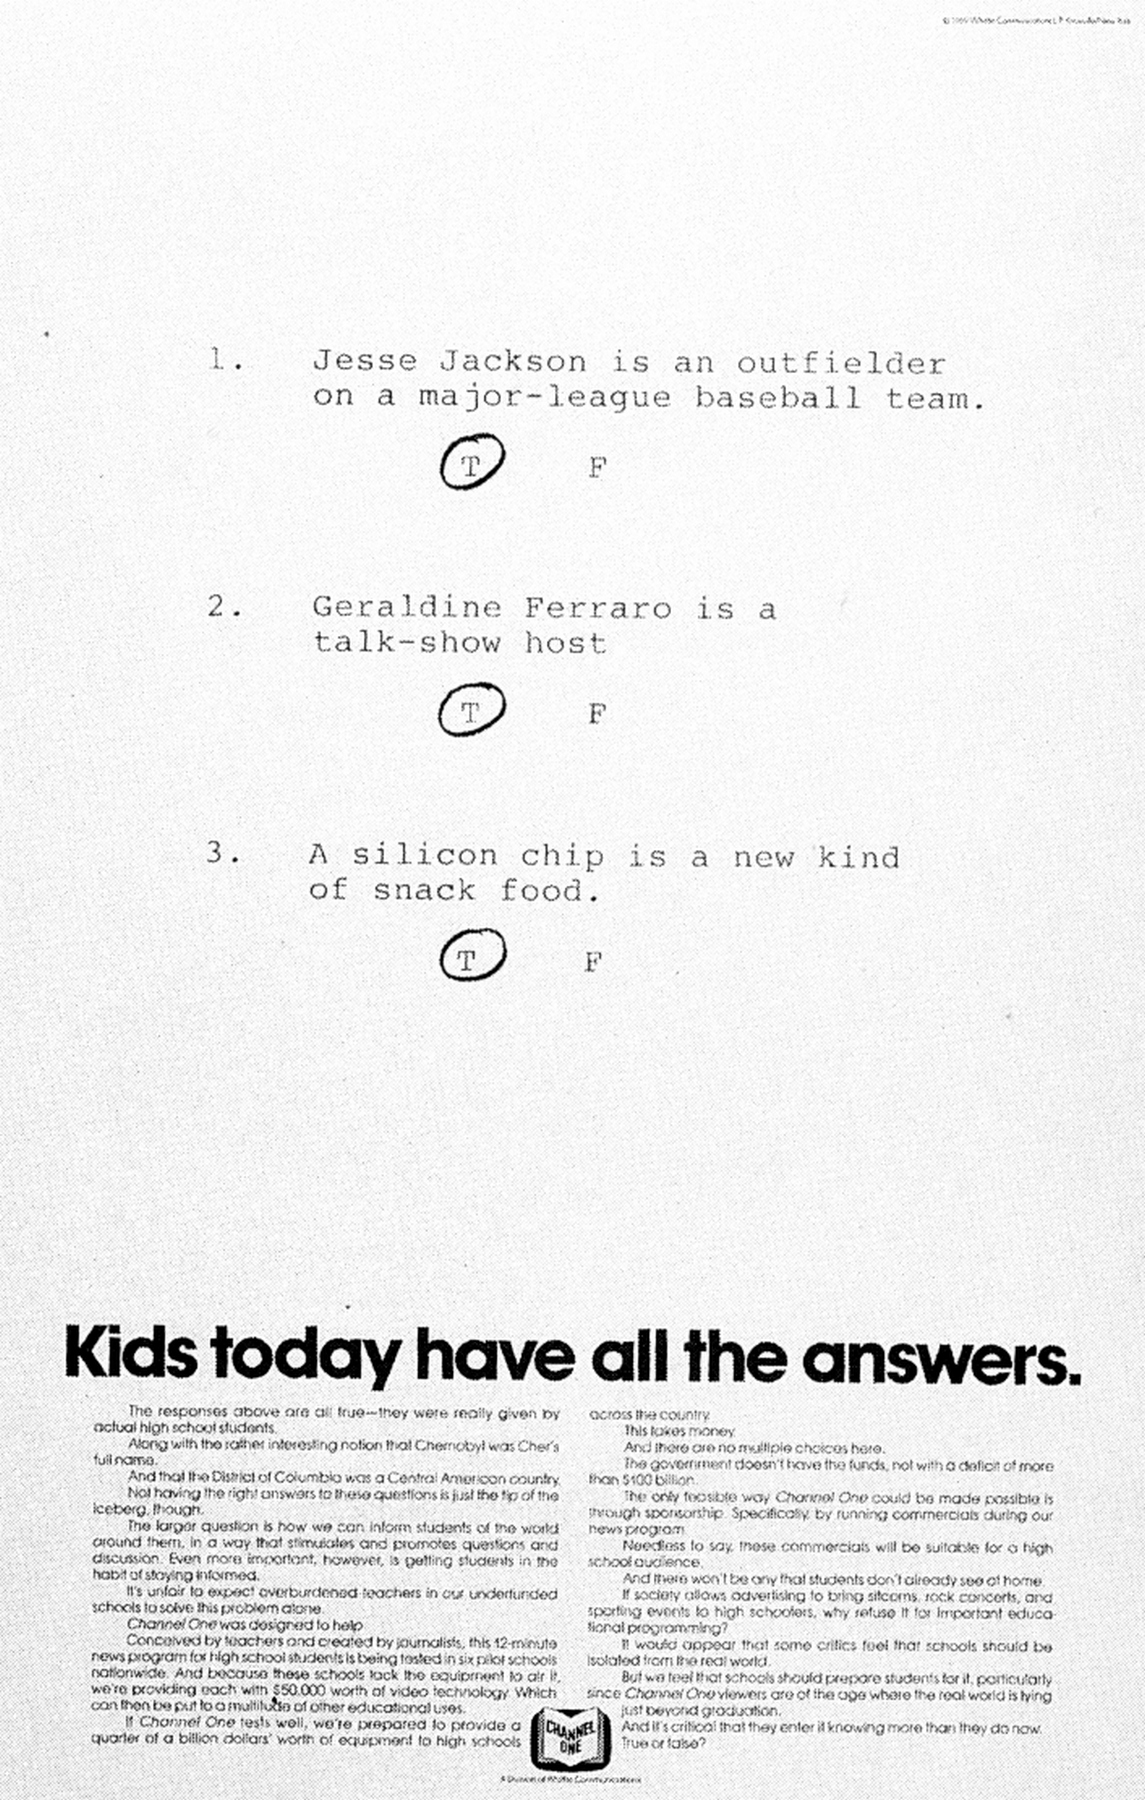 © 1989 Whittle Communications L.P.
1. Jesse Jackson is an outfielder
on a major-league baseball team.
T F
2. Geraldine Ferraro is a
talk-show host
T F
3. A silicon chip is a new kind
of snack food.
T F
Kids today have all the answers.
The responses above are all true—they were really given by
actual high school students.
Along with the rather interesting notion that Chernobyl was Cher's
full name.
And that the District of Columbia was a Central American country.
Not having the right answers to these questions is just the tip of the
iceberg, though.
The larger question is how we can inform students of the world
around them, in a way that stimulates and promotes questions and
discussion. Even more important, however, is getting students in the
habit of staying informed.
It's unfair to expect overburdened teachers in our underfunded
schools to solve this problem alone.
Channel One was designed to help.
Conceived by teachers and created by journalists, this 12-minute
news program for high school students is being tested in six pilot schools
nationwide. And because these schools lack the equipment to air it,
we're providing each with $50,000 worth of video technology. Which
can then be put to a multitude of other educational uses.
If Channel One tests well, we're prepared to provide a
quarter of a billion dollars' worth of equipment to high schools
across the country.
This takes money.
And there are no multiple choices here.
The government doesn't have the funds, not with a deficit of more
than $100 billion.
The only feasible way Channel One could be made possible is
through sponsorship. Specifically, by running commercials during our
news program.
Needless to say, these commercials will be suitable for a high
school audience.
And there won't be any that students don't already see at home.
If society allows advertising to bring sitcoms, rock concerts, and
sporting events to high schoolers, why refuse it for important educa-
tional programming?
It would appear that some critics feel that schools should be
isolated from the real world.
But we feel that schools should prepare students for it, particularly
since Channel One viewers are of the age where the real world is lying
just beyond graduation.
And it's critical that they enter it knowing more than they do now.
True or false?
CHANNEL
ONE
A Division of Whittle Communications